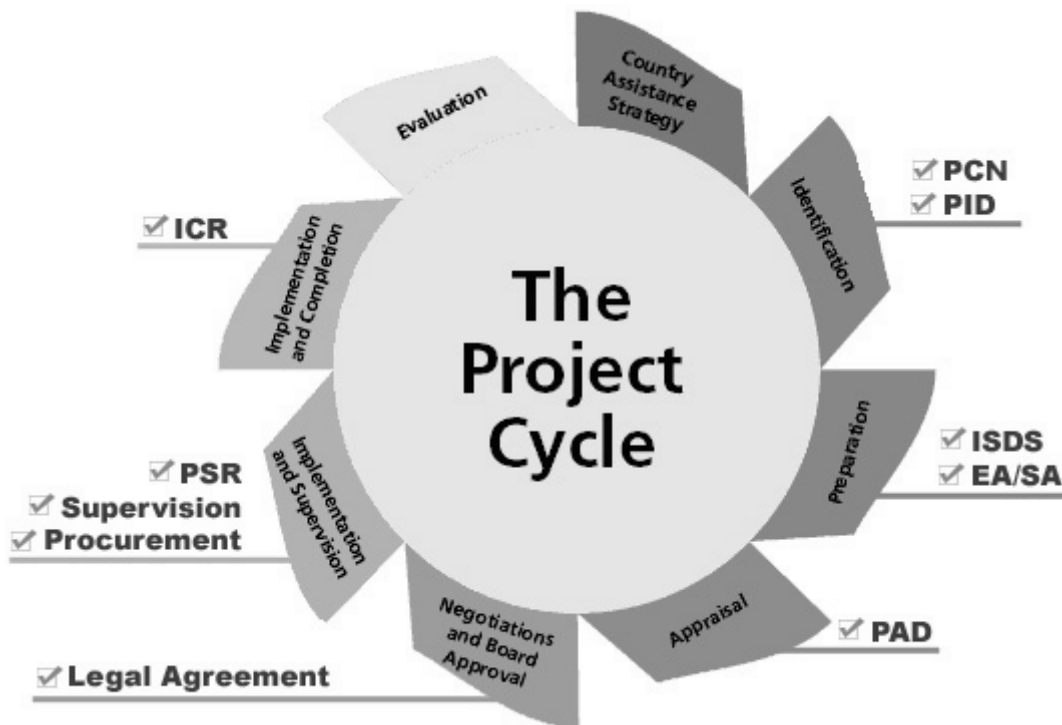 The
Project
Cycle
Country
Assistance
Strategy
Identification
PCN
PID
Preparation
ISDS
EA/SA
Appraisal
PAD
Negotiations
and Board
Approval
Legal Agreement
Implementation
and Supervision
PSR
Supervision
Procurement
Implementation
and Completion
ICR
Evaluation